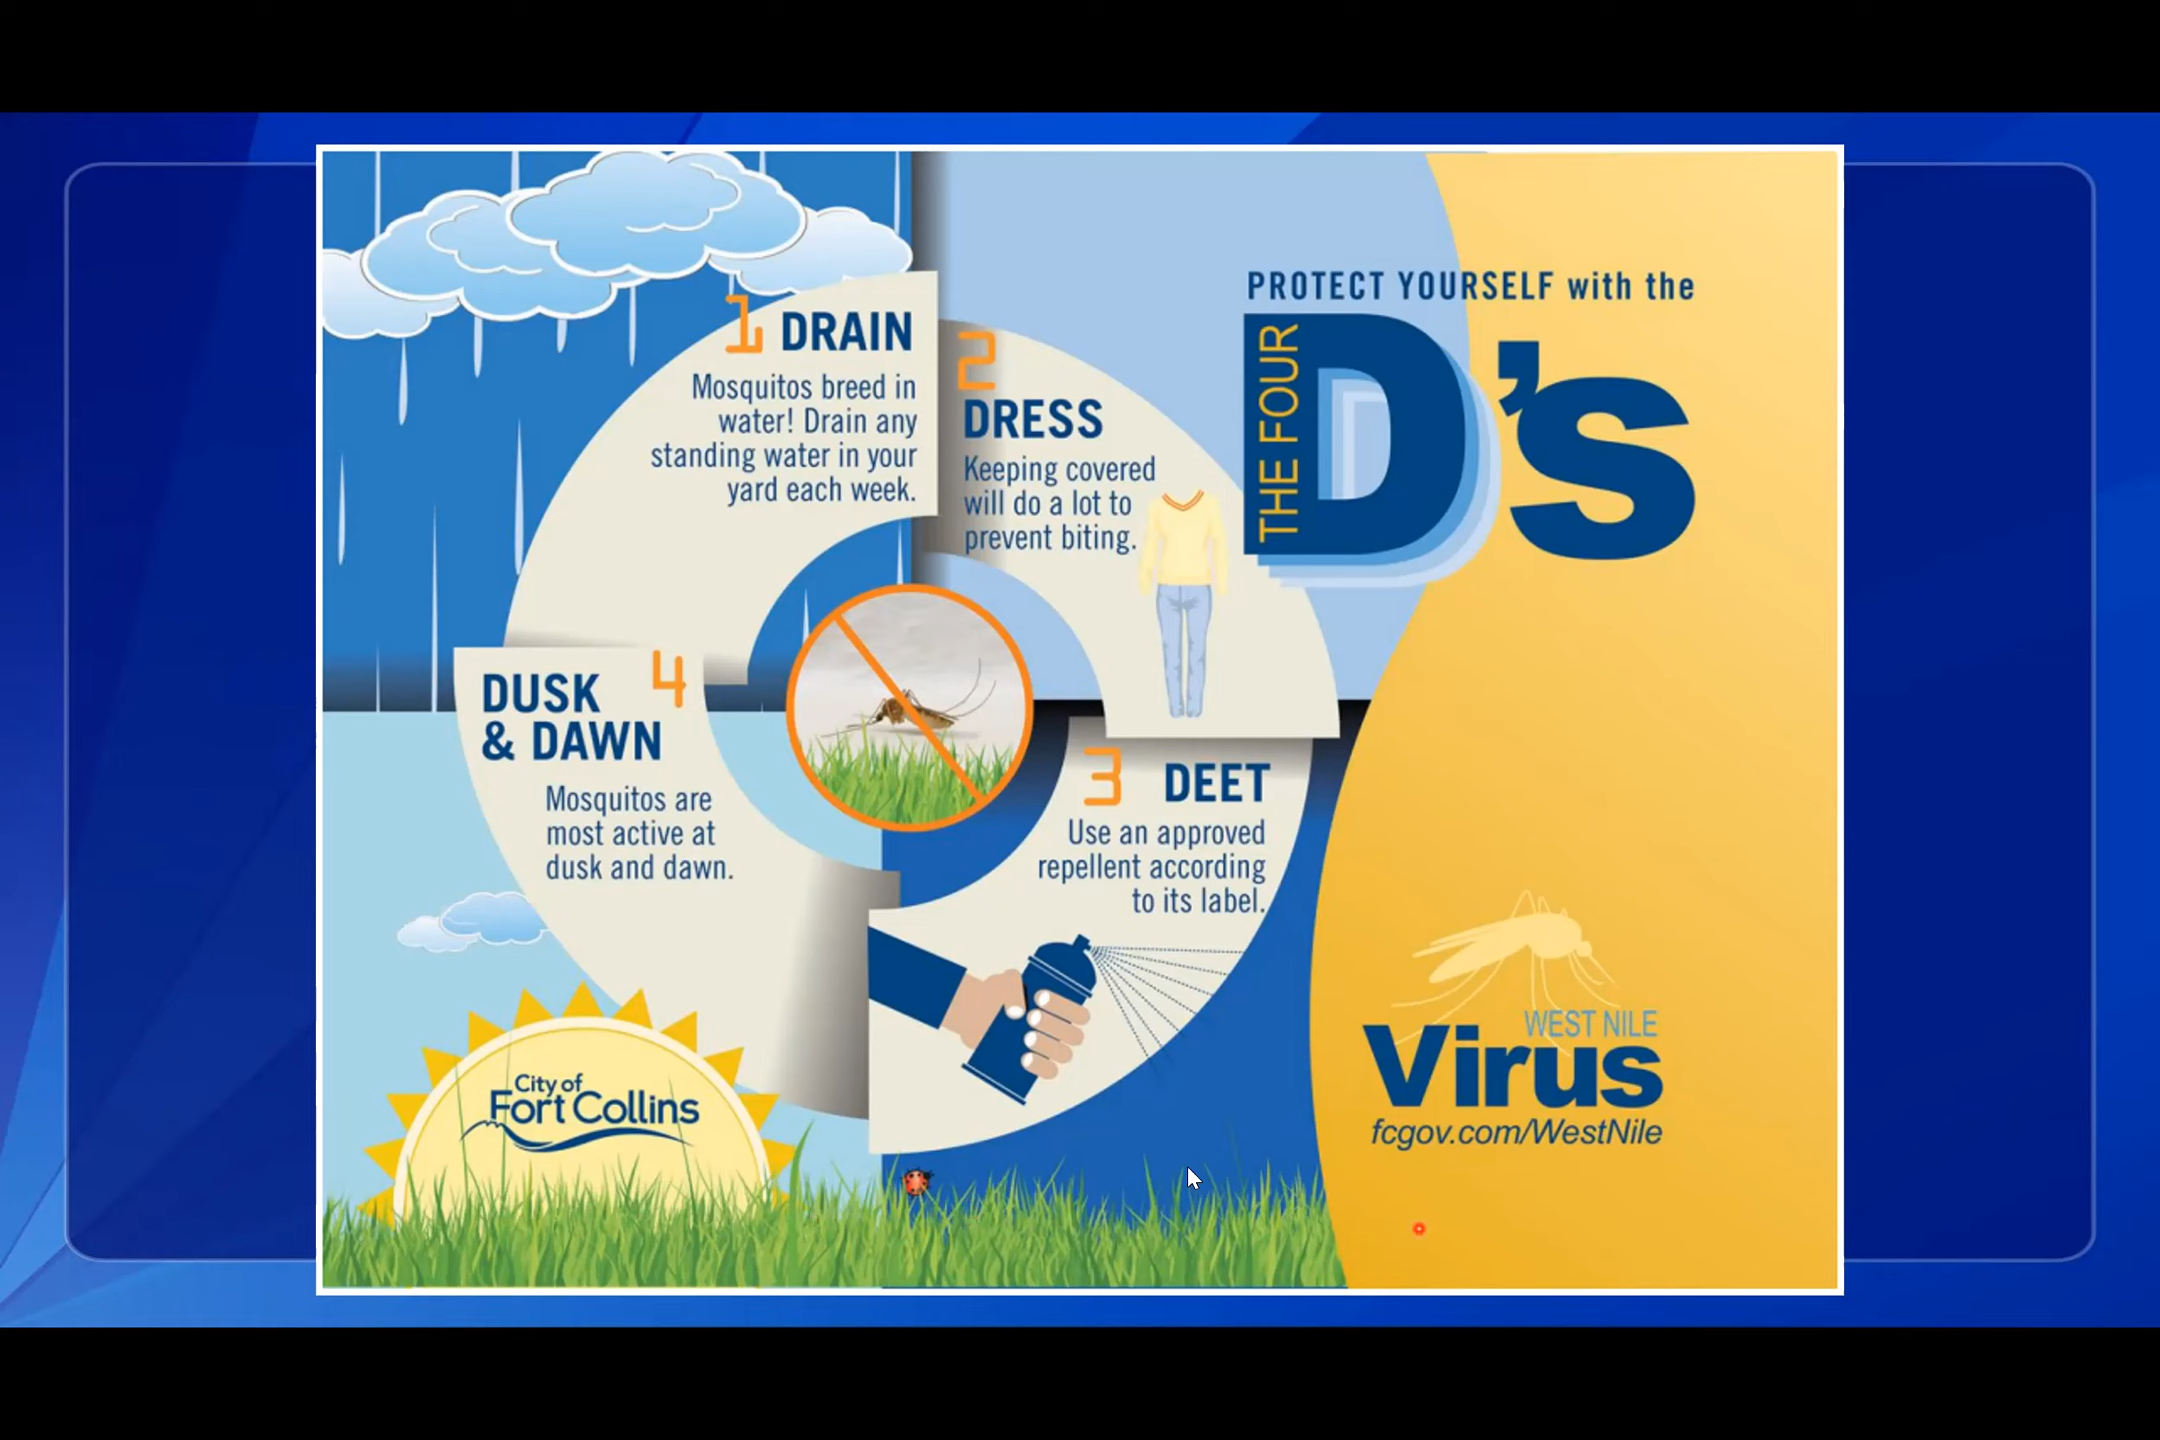 PROTECT YOURSELF with the
THE FOUR
D's
1 DRAIN
Mosquitos breed in
water! Drain any
standing water in your
yard each week.
2
DRESS
Keeping covered
will do a lot to
prevent biting.
3 DEET
Use an approved
repellent according
to its label.
DUSK 4
& DAWN
Mosquitos are
most active at
dusk and dawn.
City of
Fort Collins
WEST NILE
Virus
fcgov.com/WestNile